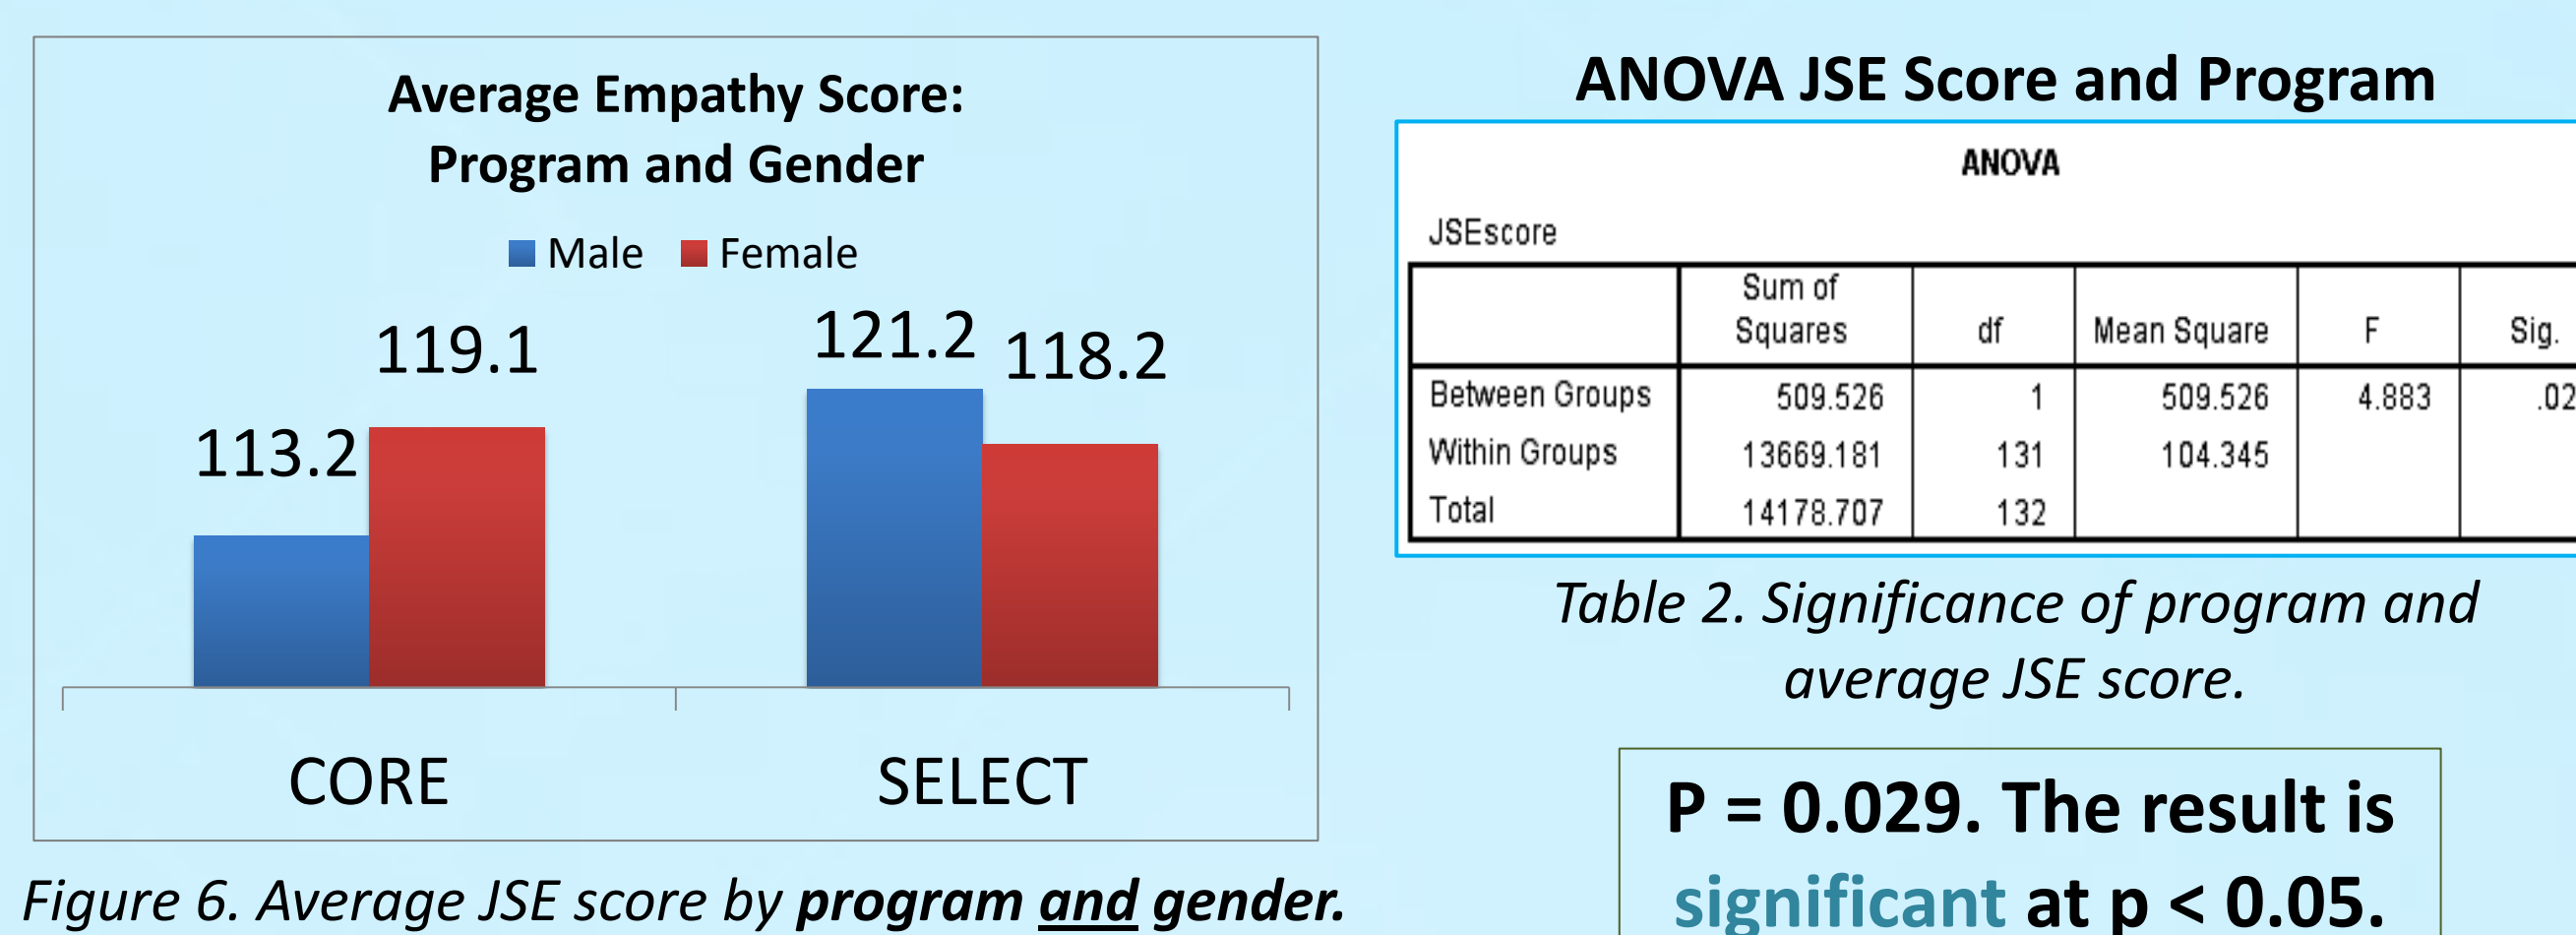 Average Empathy Score:
Program and Gender
Male Female
113.2 119.1 121.2 118.2
CORE SELECT
Figure 6. Average JSE score by program and gender.
ANOVA JSE Score and Program
ANOVA
JSEscore
Sum of Squares df Mean Square F Sig.
Between Groups 509.526 1 509.526 4.883 .02
Within Groups 13669.181 131 104.345
Total 14178.707 132
Table 2. Significance of program and
average JSE score.
P = 0.029. The result is
significant at p < 0.05.